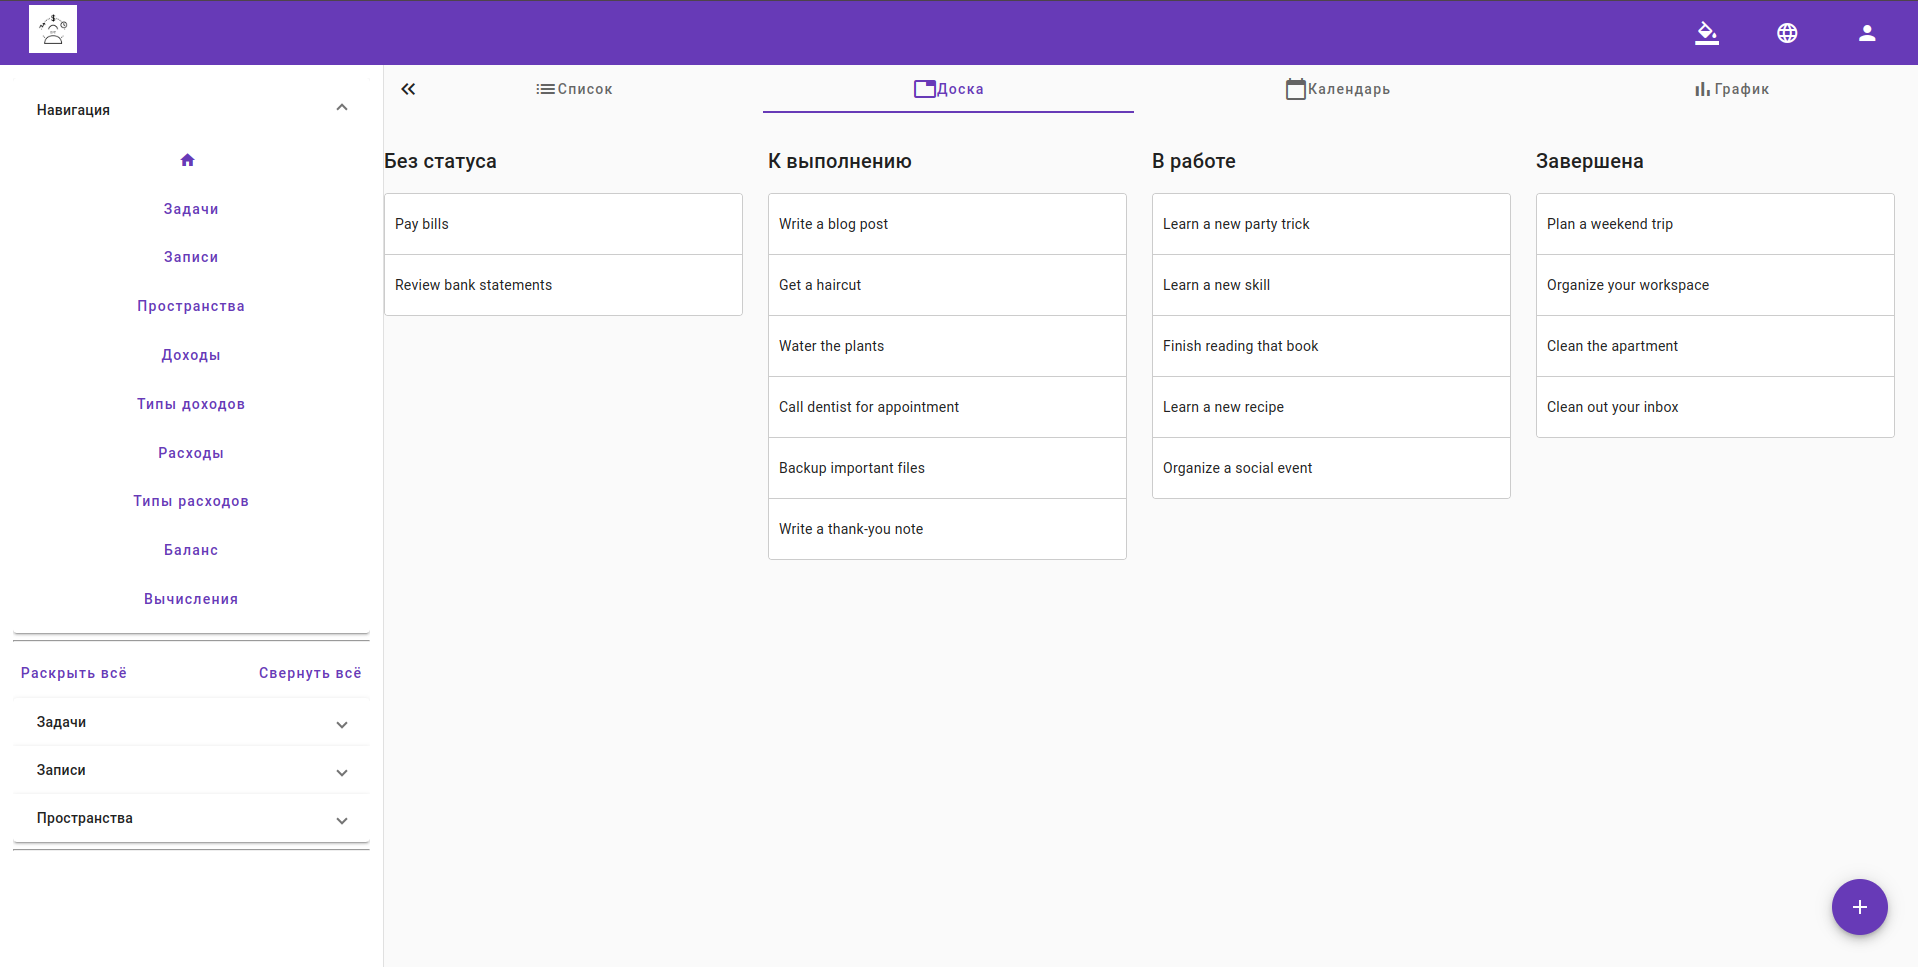 Список
Доска
Календарь
График
Навигация
Задачи
Записи
Пространства
Доходы
Типы доходов
Расходы
Типы расходов
Баланс
Вычисления
Раскрыть всё
Свернуть всё
Задачи
Записи
Пространства
Без статуса
Pay bills
Review bank statements
К выполнению
Write a blog post
Get a haircut
Water the plants
Call dentist for appointment
Backup important files
Write a thank-you note
В работе
Learn a new party trick
Learn a new skill
Finish reading that book
Learn a new recipe
Organize a social event
Завершена
Plan a weekend trip
Organize your workspace
Clean the apartment
Clean out your inbox